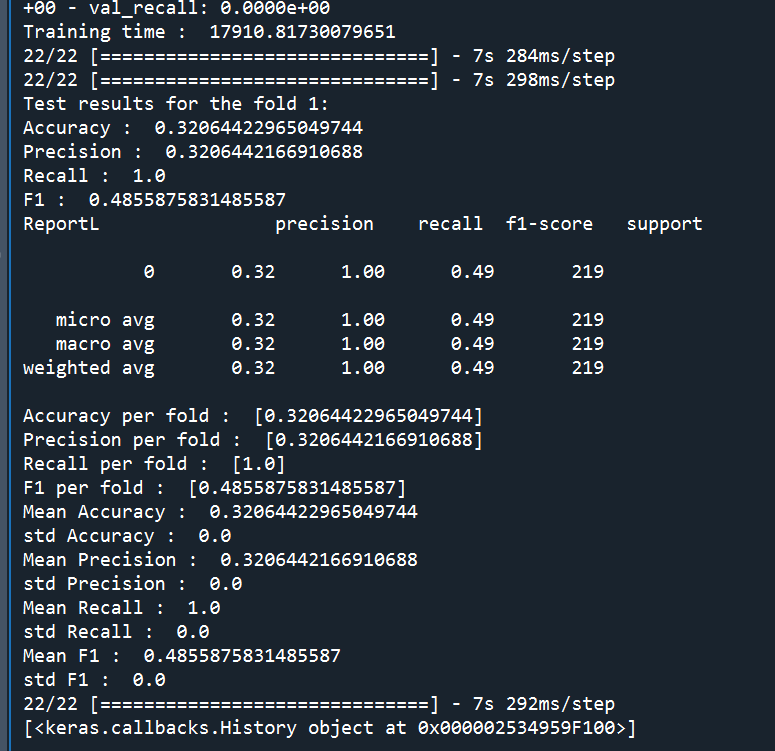 +00 - val_recall: 0.0000e+00
Training time :  17910.81730079651
22/22 [==============================] - 7s 284ms/step
22/22 [==============================] - 7s 298ms/step
Test results for the fold 1:
Accuracy :  0.32064422965049744
Precision :  0.3206442166910688
Recall :  1.0
F1 :  0.4855875831485587
ReportL                precision    recall  f1-score   support
0       0.32      1.00      0.49       219
micro avg       0.32      1.00      0.49       219
macro avg       0.32      1.00      0.49       219
weighted avg       0.32      1.00      0.49       219
Accuracy per fold :  [0.32064422965049744]
Precision per fold :  [0.3206442166910688]
Recall per fold :  [1.0]
F1 per fold :  [0.4855875831485587]
Mean Accuracy :  0.32064422965049744
std Accuracy :  0.0
Mean Precision :  0.3206442166910688
std Precision :  0.0
Mean Recall :  1.0
std Recall :  0.0
Mean F1 :  0.4855875831485587
std F1 :  0.0
22/22 [==============================] - 7s 292ms/step
[<keras.callbacks.History object at 0x000002534959F100>]